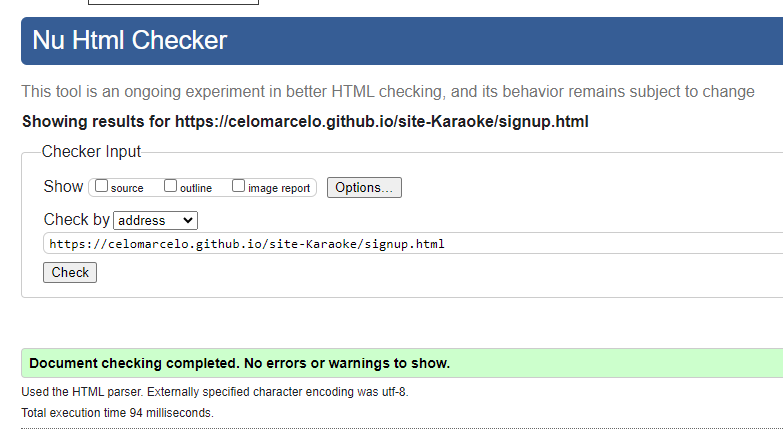 Nu Html Checker
This tool is an ongoing experiment in better HTML checking, and its behavior remains subject to change
Showing results for https://celomarcelo.github.io/site-Karaoke/signup.html
Checker Input
Show source outline image report Options...
Check by address
https://celomarcelo.github.io/site-Karaoke/signup.html
Check
Document checking completed. No errors or warnings to show.
Used the HTML parser. Externally specified character encoding was utf-8.
Total execution time 94 milliseconds.